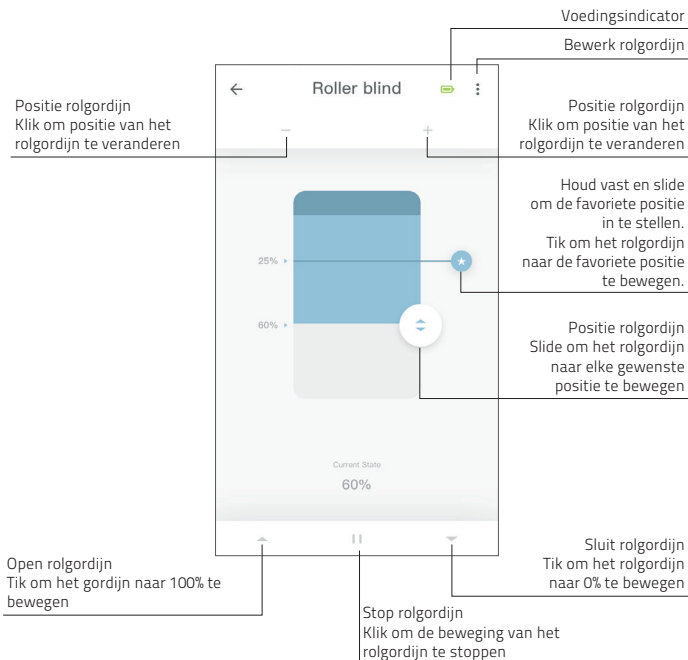 Voedingsindicator
Bewerk rolgordijn
Roller blind
Positie rolgordijn
Klik om positie van het
rolgordijn te veranderen
−
+
Positie rolgordijn
Klik om positie van het
rolgordijn te veranderen
Houd vast en slide
om de favoriete positie
in te stellen.
Tik om het rolgordijn
naar de favoriete positie
te bewegen.
25%
60%
Positie rolgordijn
Slide om het rolgordijn
naar elke gewenste
positie te bewegen
Current State
60%
Open rolgordijn
Tik om het gordijn naar 100% te
bewegen
Sluit rolgordijn
Tik om het rolgordijn
naar 0% te bewegen
Stop rolgordijn
Klik om de beweging van het
rolgordijn te stoppen